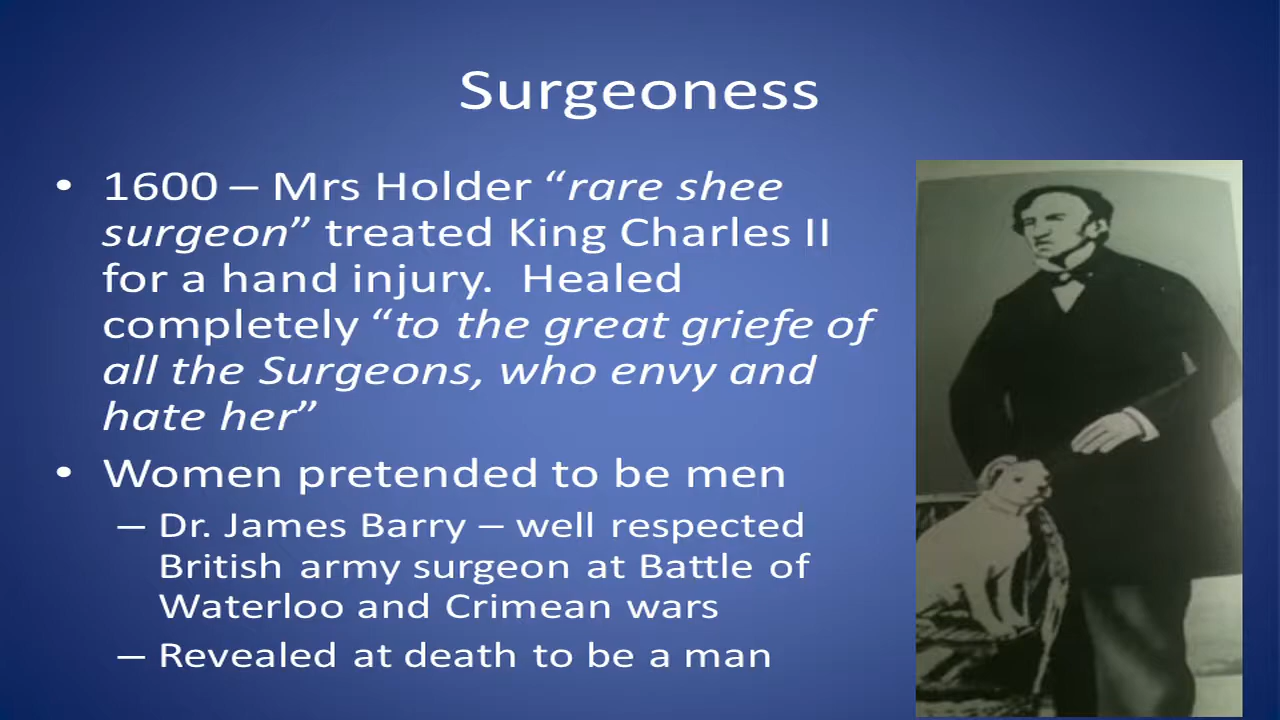 Surgeoness
• 1600 – Mrs Holder “rare shee
surgeon” treated King Charles II
for a hand injury.  Healed
completely “to the great griefe of
all the Surgeons, who envy and
hate her”
• Women pretended to be men
– Dr. James Barry – well respected
British army surgeon at Battle of
Waterloo and Crimean wars
– Revealed at death to be a man